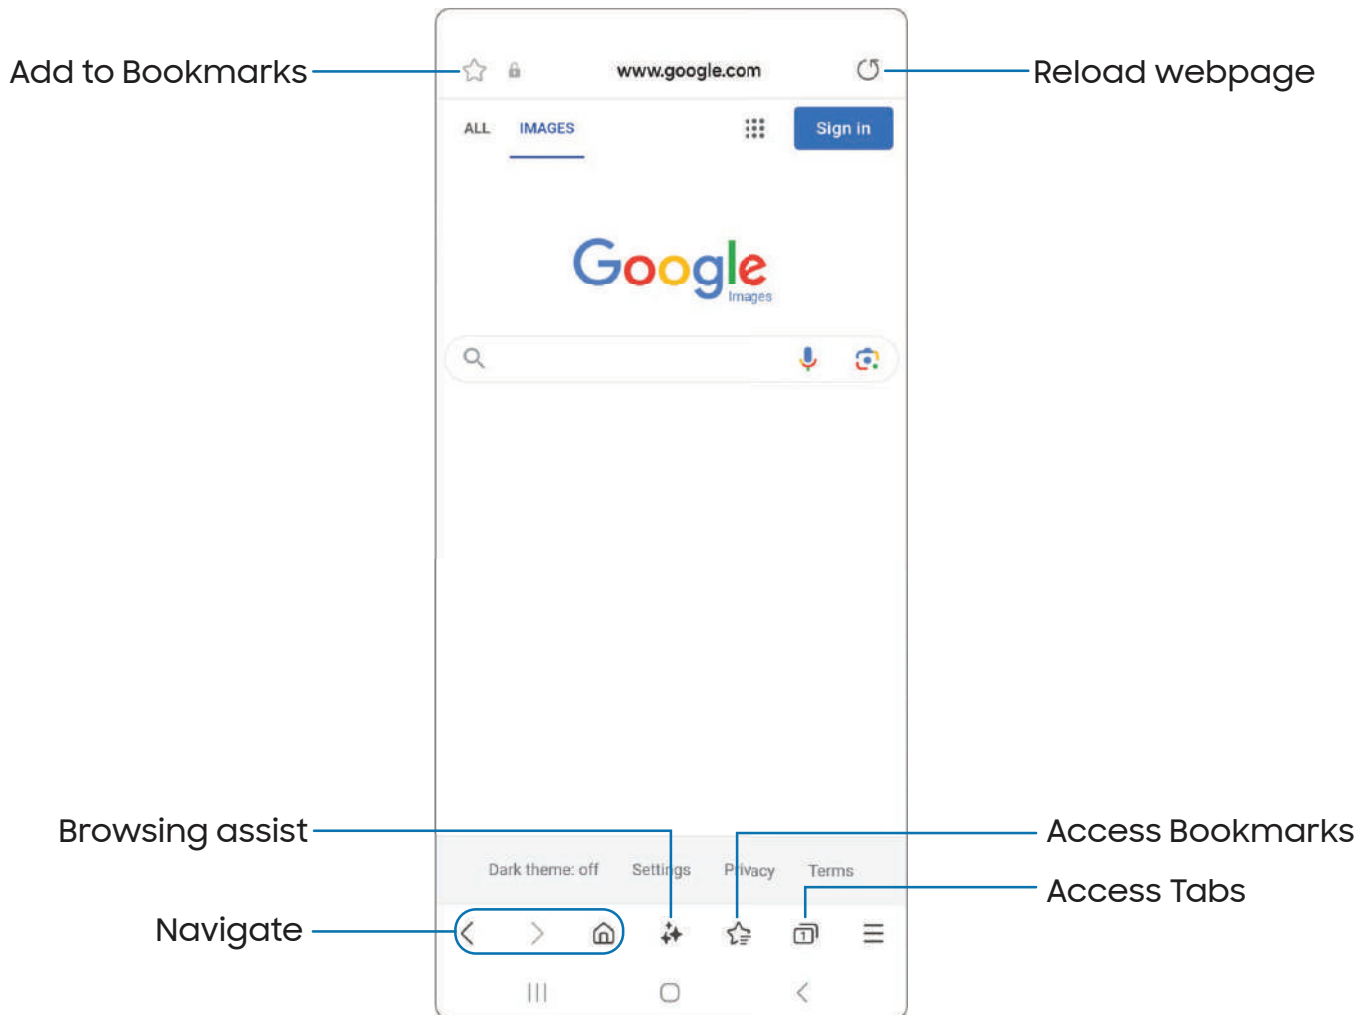 Add to Bookmarks
www.google.com
Reload webpage
ALL IMAGES
Sign in
Google
Images
Browsing assist
Access Bookmarks
Dark theme: off Settings Privacy Terms
Access Tabs
Navigate
1